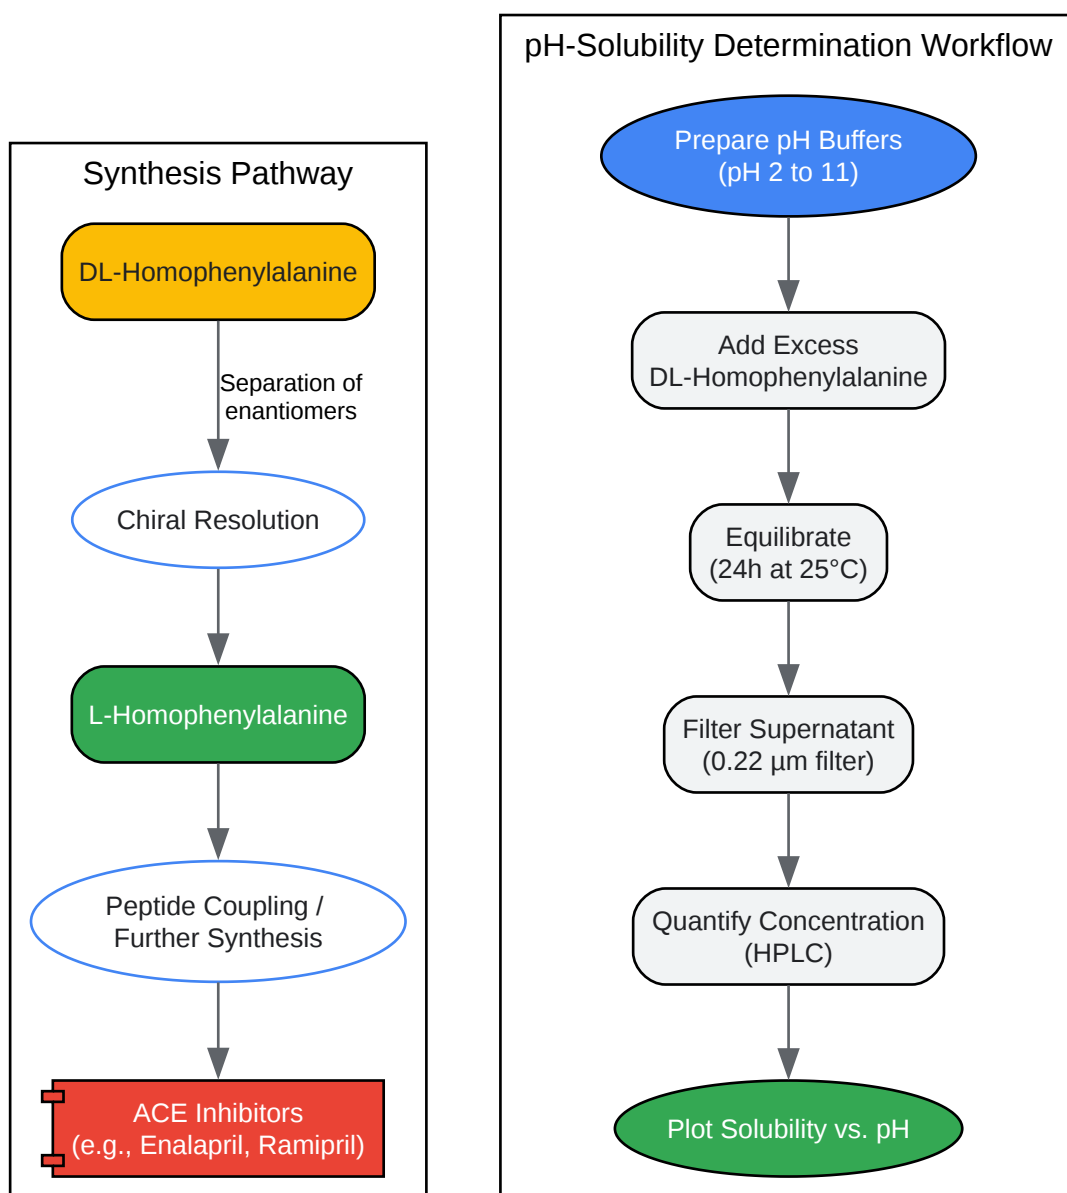 Synthesis Pathway
DL-Homophenylalanine
Separation of
enantiomers
Chiral Resolution
L-Homophenylalanine
Peptide Coupling /
Further Synthesis
ACE Inhibitors
(e.g., Enalapril, Ramipril)
pH-Solubility Determination Workflow
Prepare pH Buffers
(pH 2 to 11)
Add Excess
DL-Homophenylalanine
Equilibrate
(24h at 25°C)
Filter Supernatant
(0.22 µm filter)
Quantify Concentration
(HPLC)
Plot Solubility vs. pH